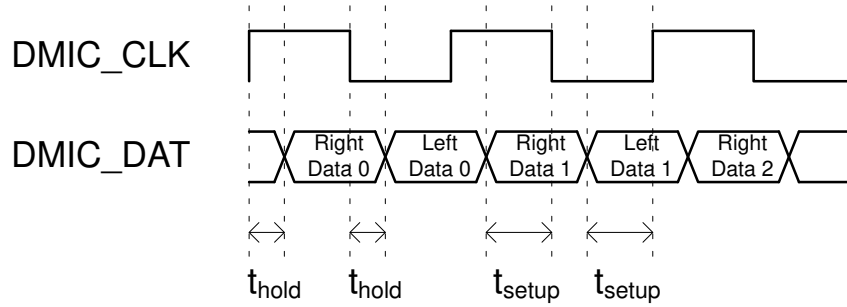 DMIC_CLK
DMIC_DAT
Right
Data 0
Left
Data 0
Right
Data 1
Left
Data 1
Right
Data 2
thold
thold
tsetup
tsetup